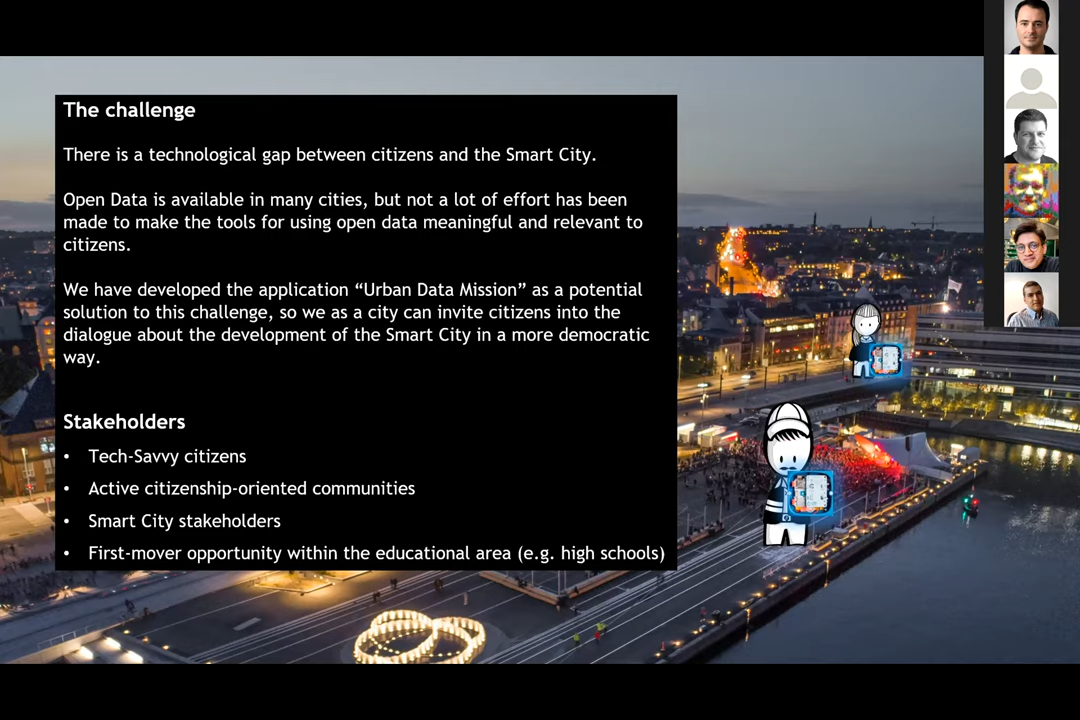 The challenge
There is a technological gap between citizens and the Smart City.
Open Data is available in many cities, but not a lot of effort has been
made to make the tools for using open data meaningful and relevant to
citizens.
We have developed the application “Urban Data Mission” as a potential
solution to this challenge, so we as a city can invite citizens into the
dialogue about the development of the Smart City in a more democratic
way.
Stakeholders
• Tech-Savvy citizens
• Active citizenship-oriented communities
• Smart City stakeholders
• First-mover opportunity within the educational area (e.g. high schools)